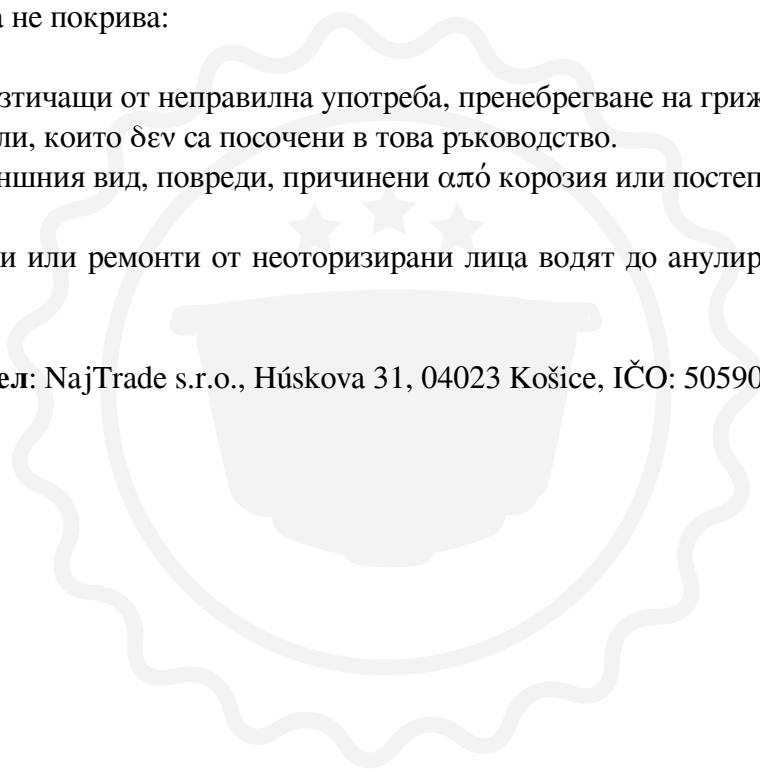 а не покрива:
зтичащи от неправилна употреба, пренебрегване на гриж
ли, които δεν са посочени в това ръководство.
ншния вид, повреди, причинени από корозия или постеп
и или ремонти от неоторизирани лица водят до анулир
ел: NajTrade s.r.o., Húskova 31, 04023 Košice, IČO: 50590